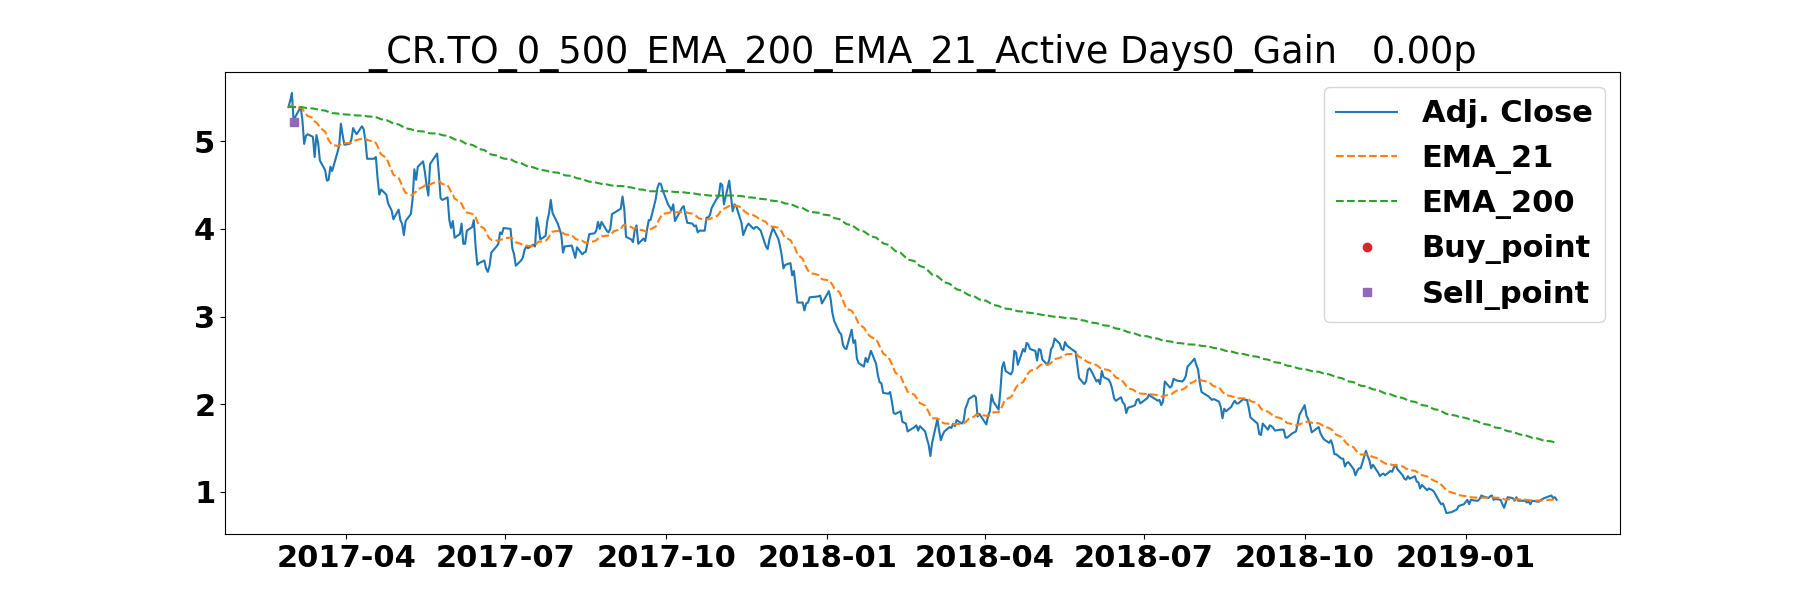 _CR.TO_0_500_EMA_200_EMA_21_Active Days0_Gain   0.00p
Adj. Close
EMA_21
EMA_200
Buy_point
Sell_point
5
4
3
2
1
2017-04 2017-07 2017-10 2018-01 2018-04 2018-07 2018-10 2019-01